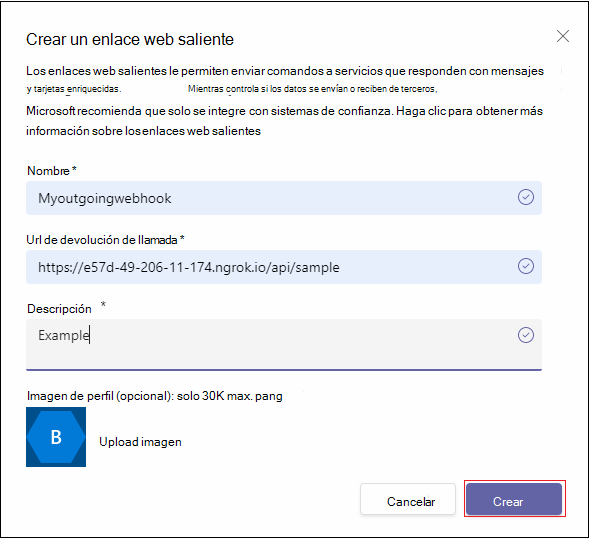 Crear un enlace web saliente
Los enlaces web salientes le permiten enviar comandos a servicios que responden con mensajes
y tarjetas enriquecidas. Mientras controla si los datos se envían o reciben de terceros,
Microsoft recomienda que solo se integre con sistemas de confianza. Haga clic para obtener más
información sobre los enlaces web salientes
Nombre *
Myoutgoingwebhook
Url de devolución de llamada *
https://e57d-49-206-11-174.ngrok.io/api/sample
Descripción *
Example
Imagen de perfil (opcional): solo 30K max. pang
B
Upload imagen
Cancelar
Crear